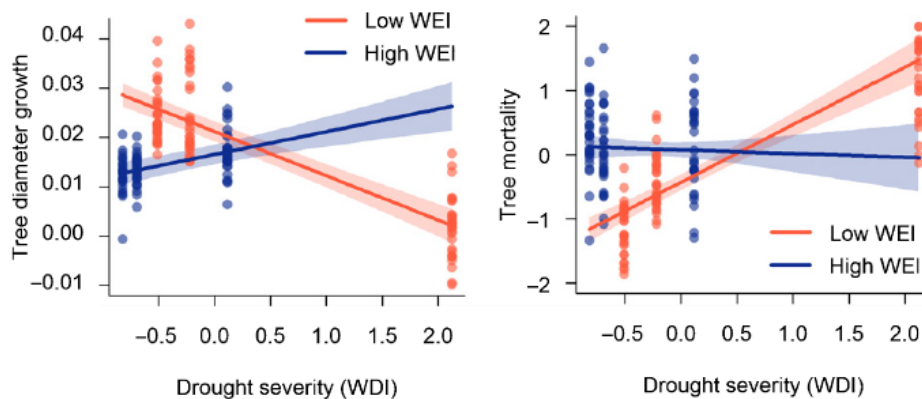 0.04
0.03
0.02
0.01
0.00
−0.01
Tree diameter growth
Low WEI
High WEI
−0.5 0.0 0.5 1.0 1.5 2.0
Drought severity (WDI)
2
1
0
−1
−2
Tree mortality
Low WEI
High WEI
−0.5 0.0 0.5 1.0 1.5 2.0
Drought severity (WDI)